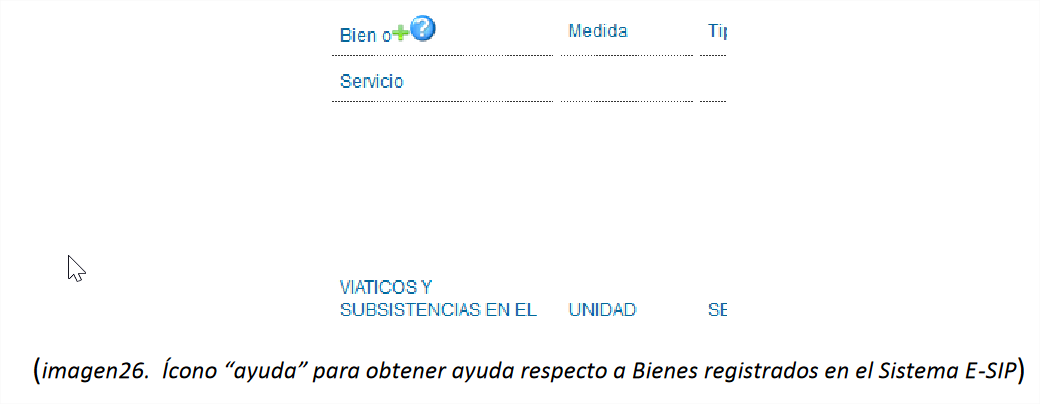 Bien o Medida Tip
Servicio
VIATICOS Y
SUBSISTENCIAS EN EL UNIDAD SE
(imagen26. Ícono “ayuda” para obtener ayuda respecto a Bienes registrados en el Sistema E-SIP)